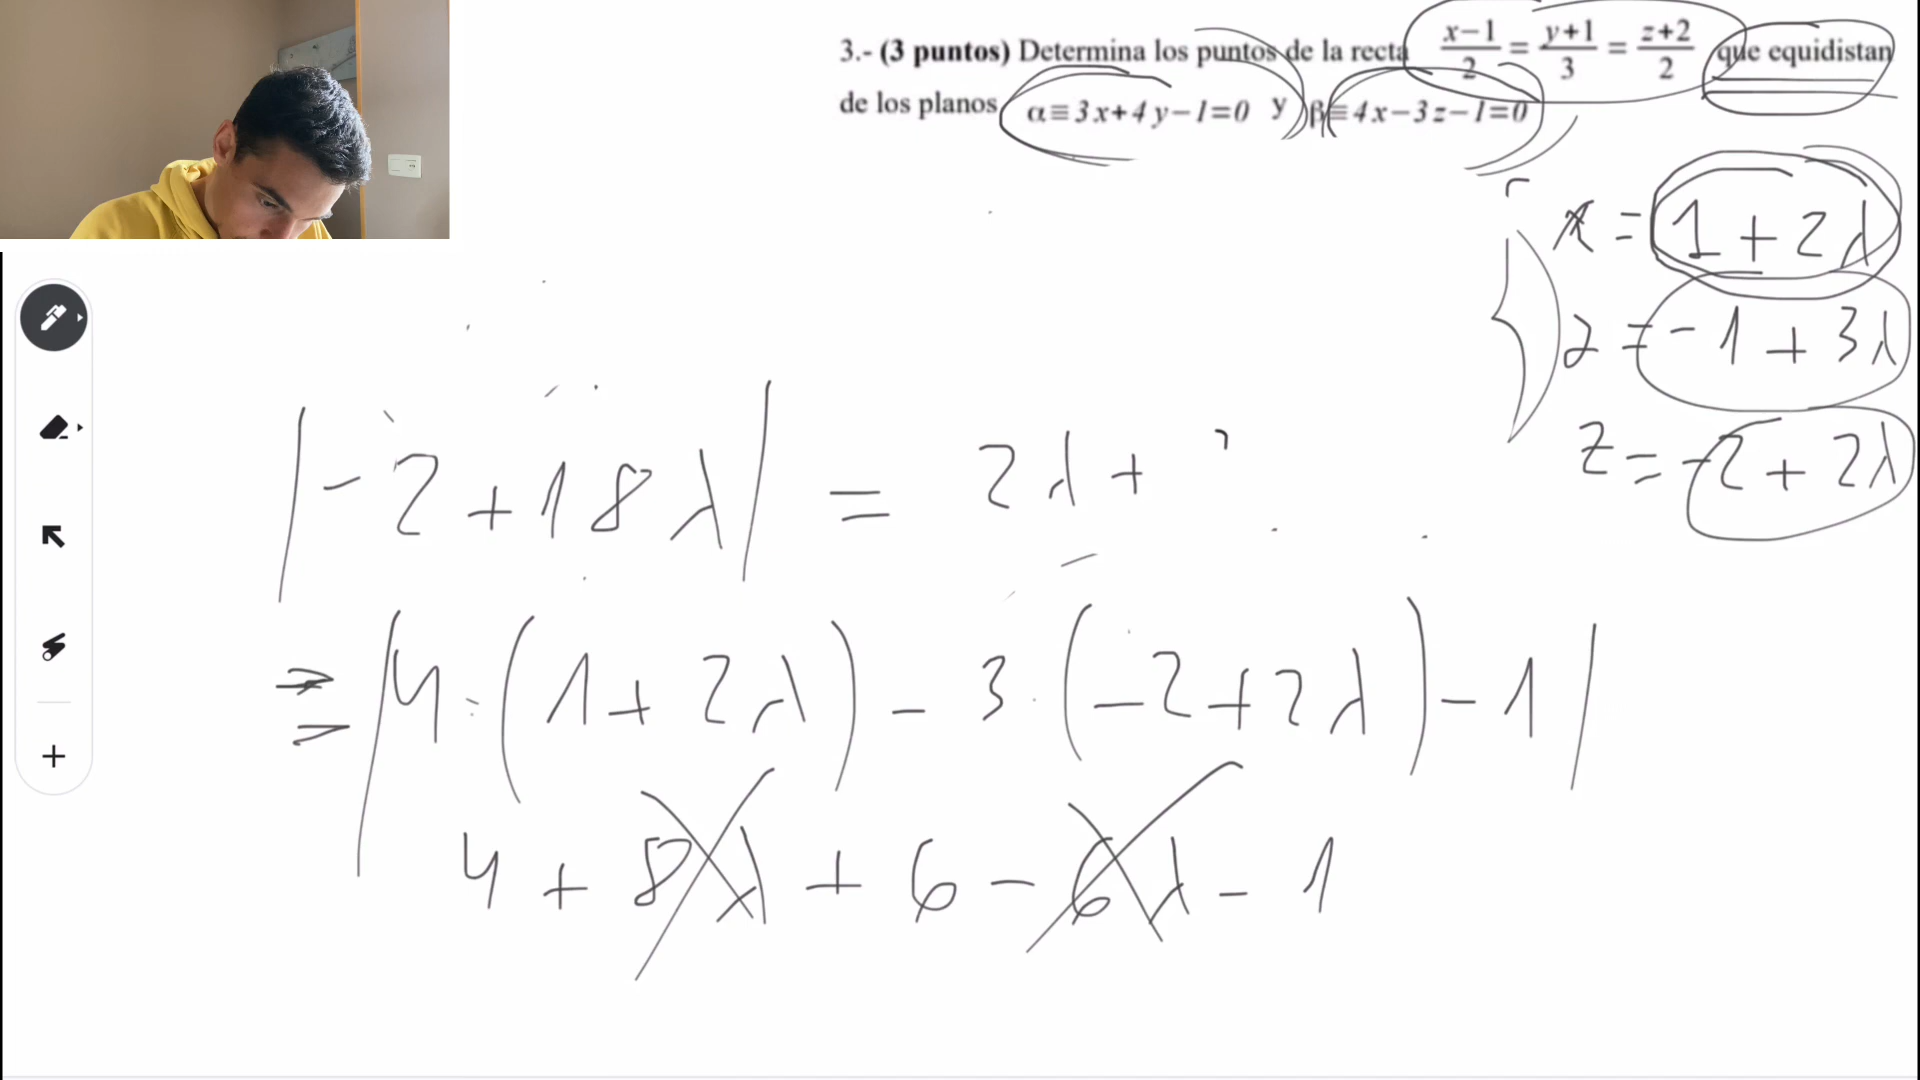 3.- (3 puntos) Determina los puntos de la recta x-1/2 = y+1/3 = z+2/2 que equidistan
de los planos α≡3x+4y-1=0 y β≡4x-3z-1=0
x = 1+2λ
2 = -1+3λ
z = -2+2λ
|-2+18λ| = 2λ+
⇒ |4·(1+2λ) - 3·(-2+2λ) - 1|
=
4 + 8λ + 6 - 6λ - 1